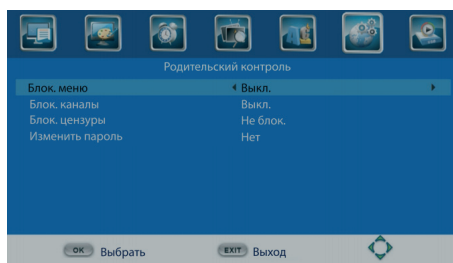 Родительский контроль
Блок. меню Выкл.
Блок. каналы Выкл.
Блок. цензуры Не блок.
Изменить пароль Нет
OK Выбрать EXIT Выход